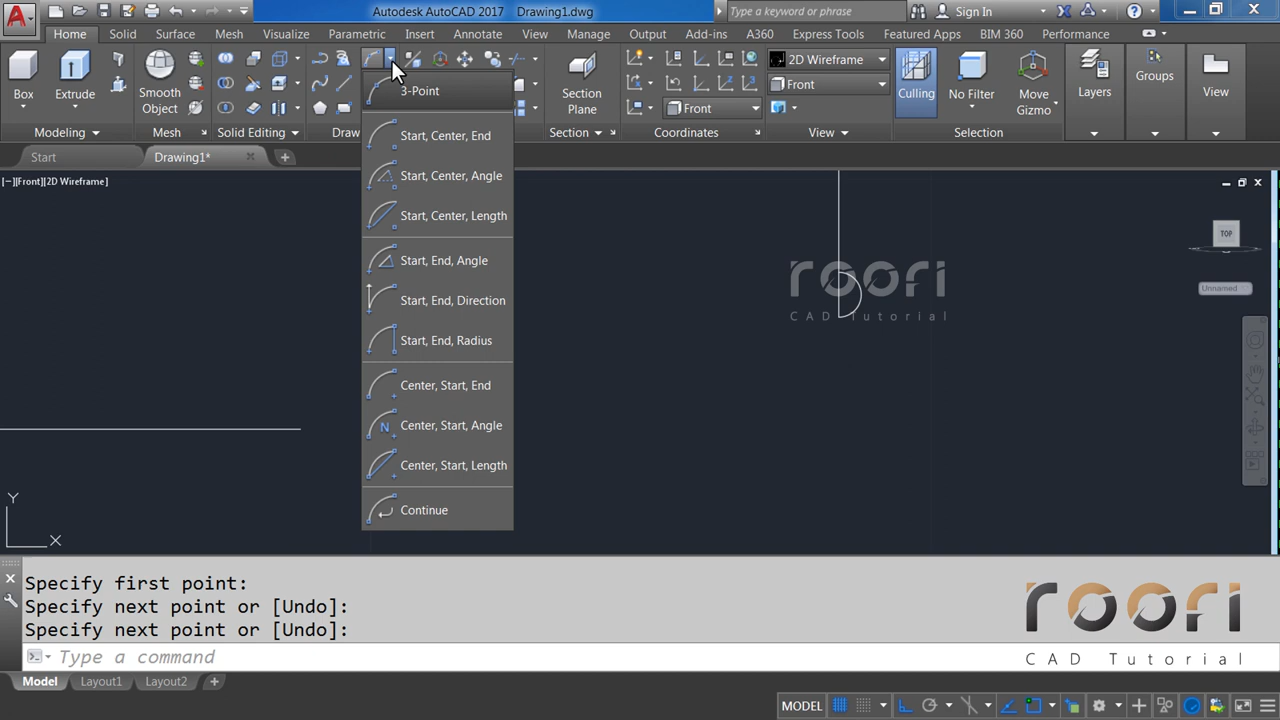 Autodesk AutoCAD 2017 Drawing1.dwg
Type a keyword or phrase
Sign In
Home Solid Surface Mesh Visualize Parametric Insert Annotate View Manage Output Add-ins A360 Express Tools Featured Apps BIM 360 Performance
Box
Extrude
Smooth
Object
Section
Plane
2D Wireframe
Front
Front
Culling
No Filter
Move
Gizmo
Layers
Groups
View
Modeling
Mesh
Solid Editing
Draw
Section
Coordinates
View
Selection
Start
Drawing1*
[−][Front][2D Wireframe]
3-Point
Start, Center, End
Start, Center, Angle
Start, Center, Length
Start, End, Angle
Start, End, Direction
Start, End, Radius
Center, Start, End
Center, Start, Angle
Center, Start, Length
Continue
TOP
Unnamed
roori
CAD Tutorial
Y
X
Specify first point:
Specify next point or [Undo]:
Specify next point or [Undo]:
Type a command
roori
CAD Tutorial
Model Layout1 Layout2
MODEL